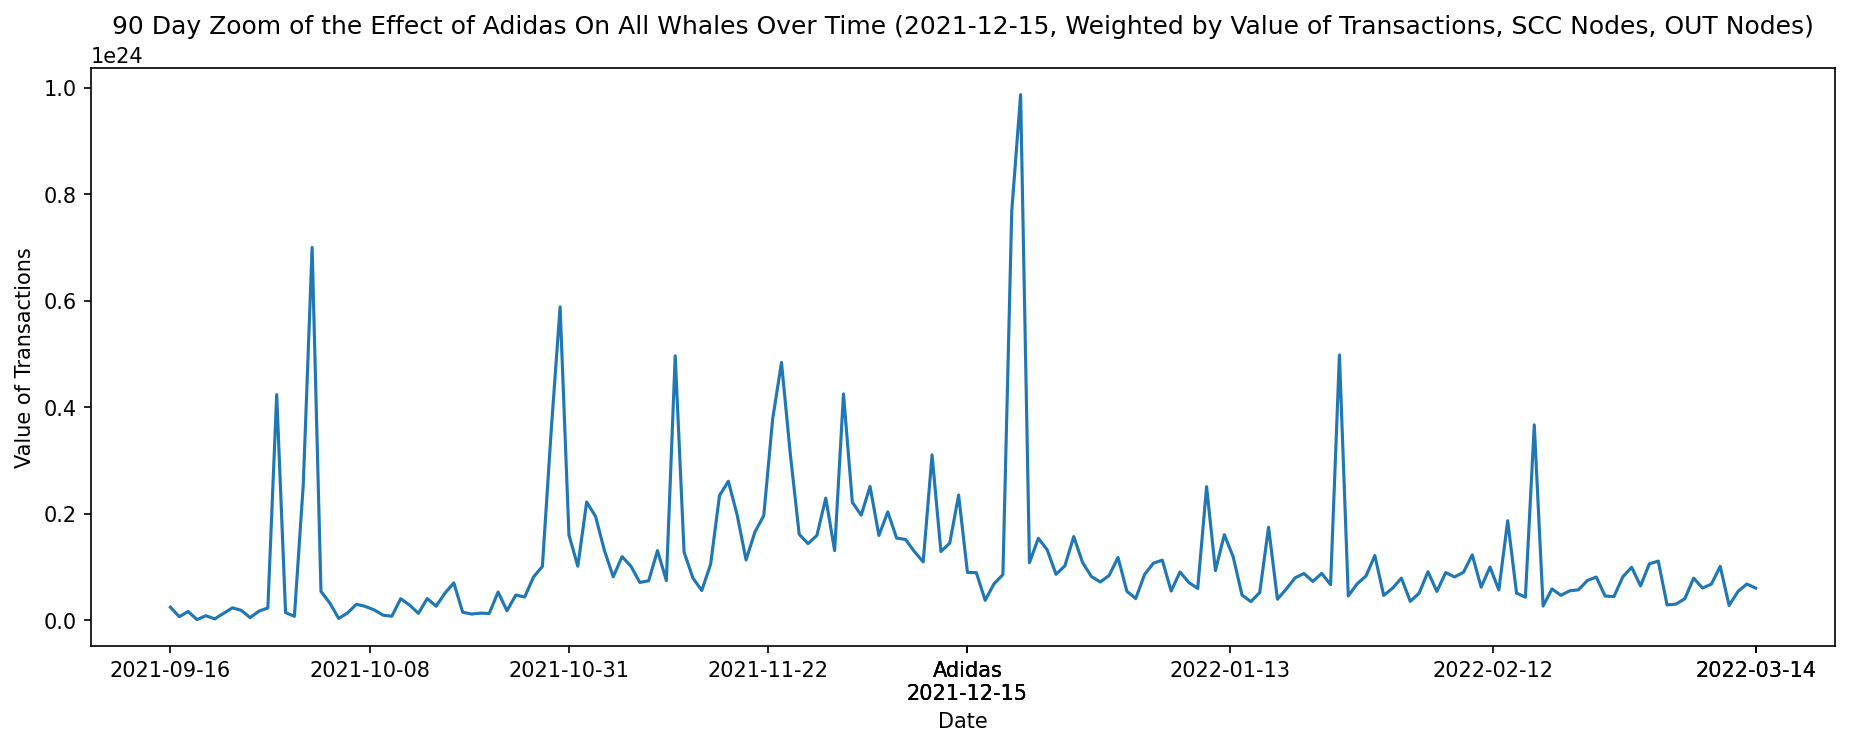 90 Day Zoom of the Effect of Adidas On All Whales Over Time (2021-12-15, Weighted by Value of Transactions, SCC Nodes, OUT Nodes)
1e24
1.0
0.8
0.6
0.4
0.2
0.0
Value of Transactions
2021-09-16 2021-10-08 2021-10-31 2021-11-22 Adidas 2022-01-13 2022-02-12 2022-03-14
2021-12-15
Date